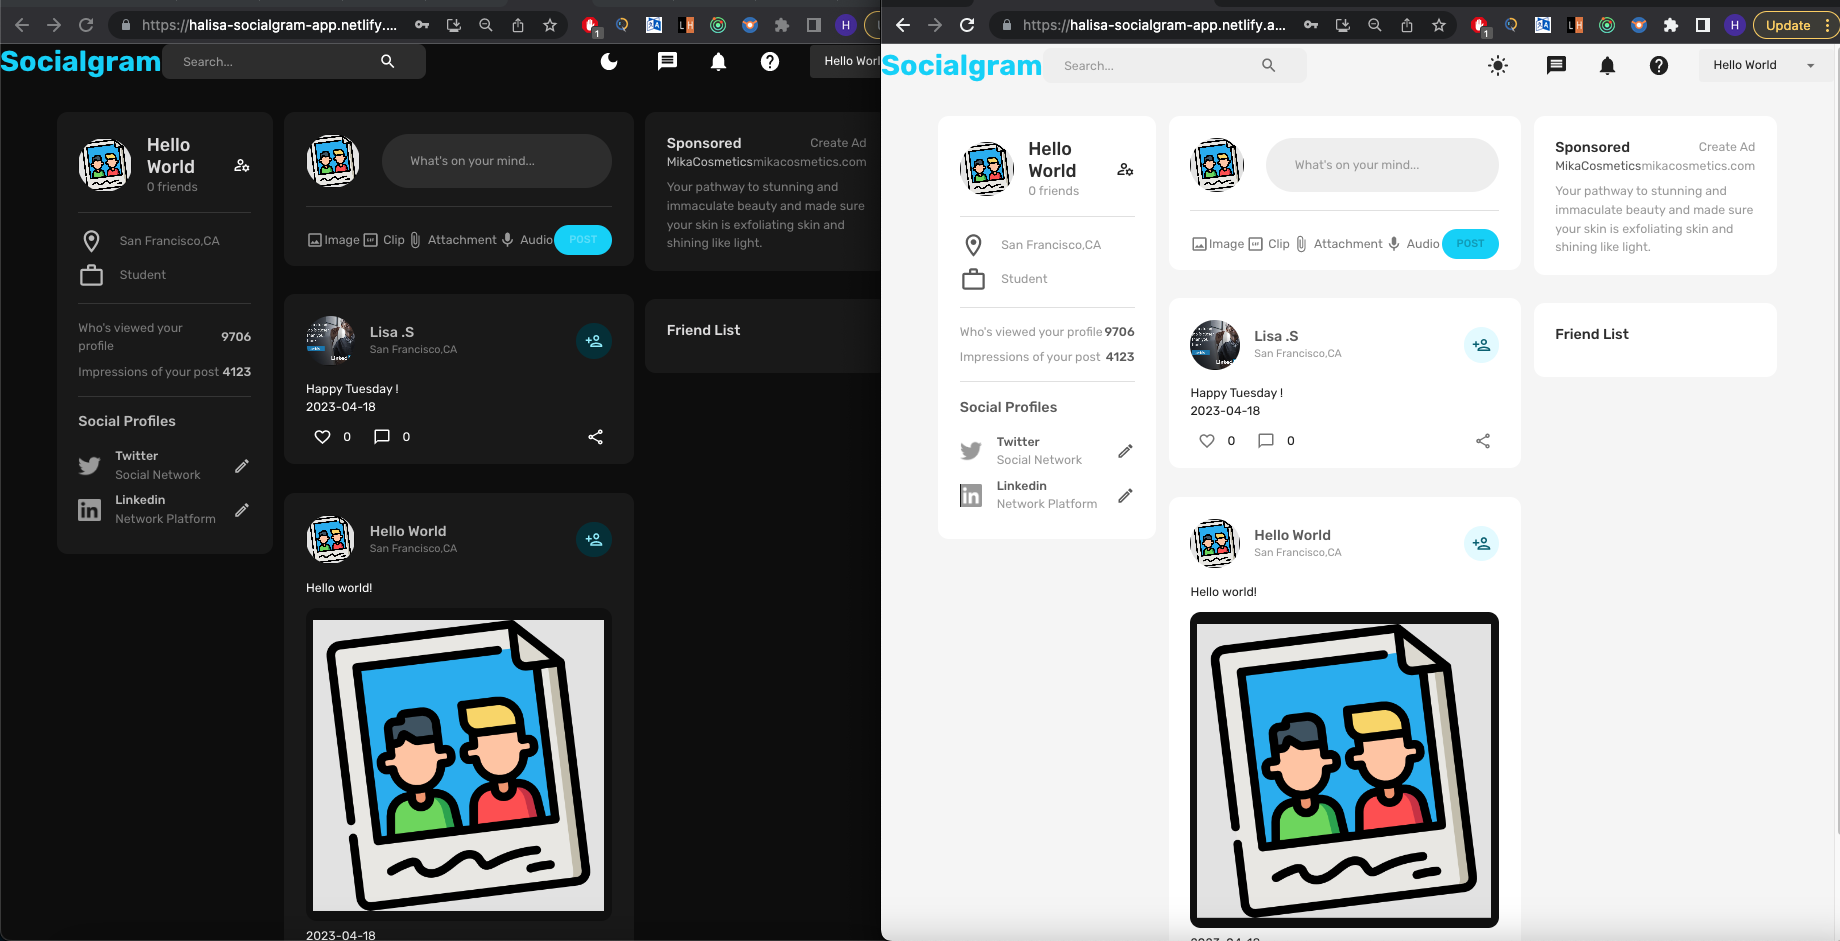 https://halisa-socialgram-app.netlify....
1
H
Socialgram
Search...
Hello Worl
Hello
World
0 friends
San Francisco,CA
Student
Who's viewed your
profile
9706
Impressions of your post 4123
Social Profiles
Twitter
Social Network
Linkedin
Network Platform
What's on your mind...
Image
Clip
Attachment
Audio
POST
Lisa .S
San Francisco,CA
Happy Tuesday !
2023-04-18
0
0
Hello World
San Francisco,CA
Hello world!
2023-04-18
Sponsored
Create Ad
MikaCosmeticsmikacosmetics.com
Your pathway to stunning and
immaculate beauty and made sure
your skin is exfoliating skin and
shining like light.
Friend List
https://halisa-socialgram-app.netlify.a...
1
LH
H
Update
Socialgram
Search...
Hello World
Hello
World
0 friends
San Francisco,CA
Student
Who's viewed your profile 9706
Impressions of your post 4123
Social Profiles
Twitter
Social Network
Linkedin
Network Platform
What's on your mind...
Image
Clip
Attachment
Audio
POST
Lisa .S
San Francisco,CA
Happy Tuesday !
2023-04-18
0
0
Hello World
San Francisco,CA
Hello world!
Sponsored
Create Ad
MikaCosmeticsmikacosmetics.com
Your pathway to stunning and
immaculate beauty and made sure
your skin is exfoliating skin and
shining like light.
Friend List